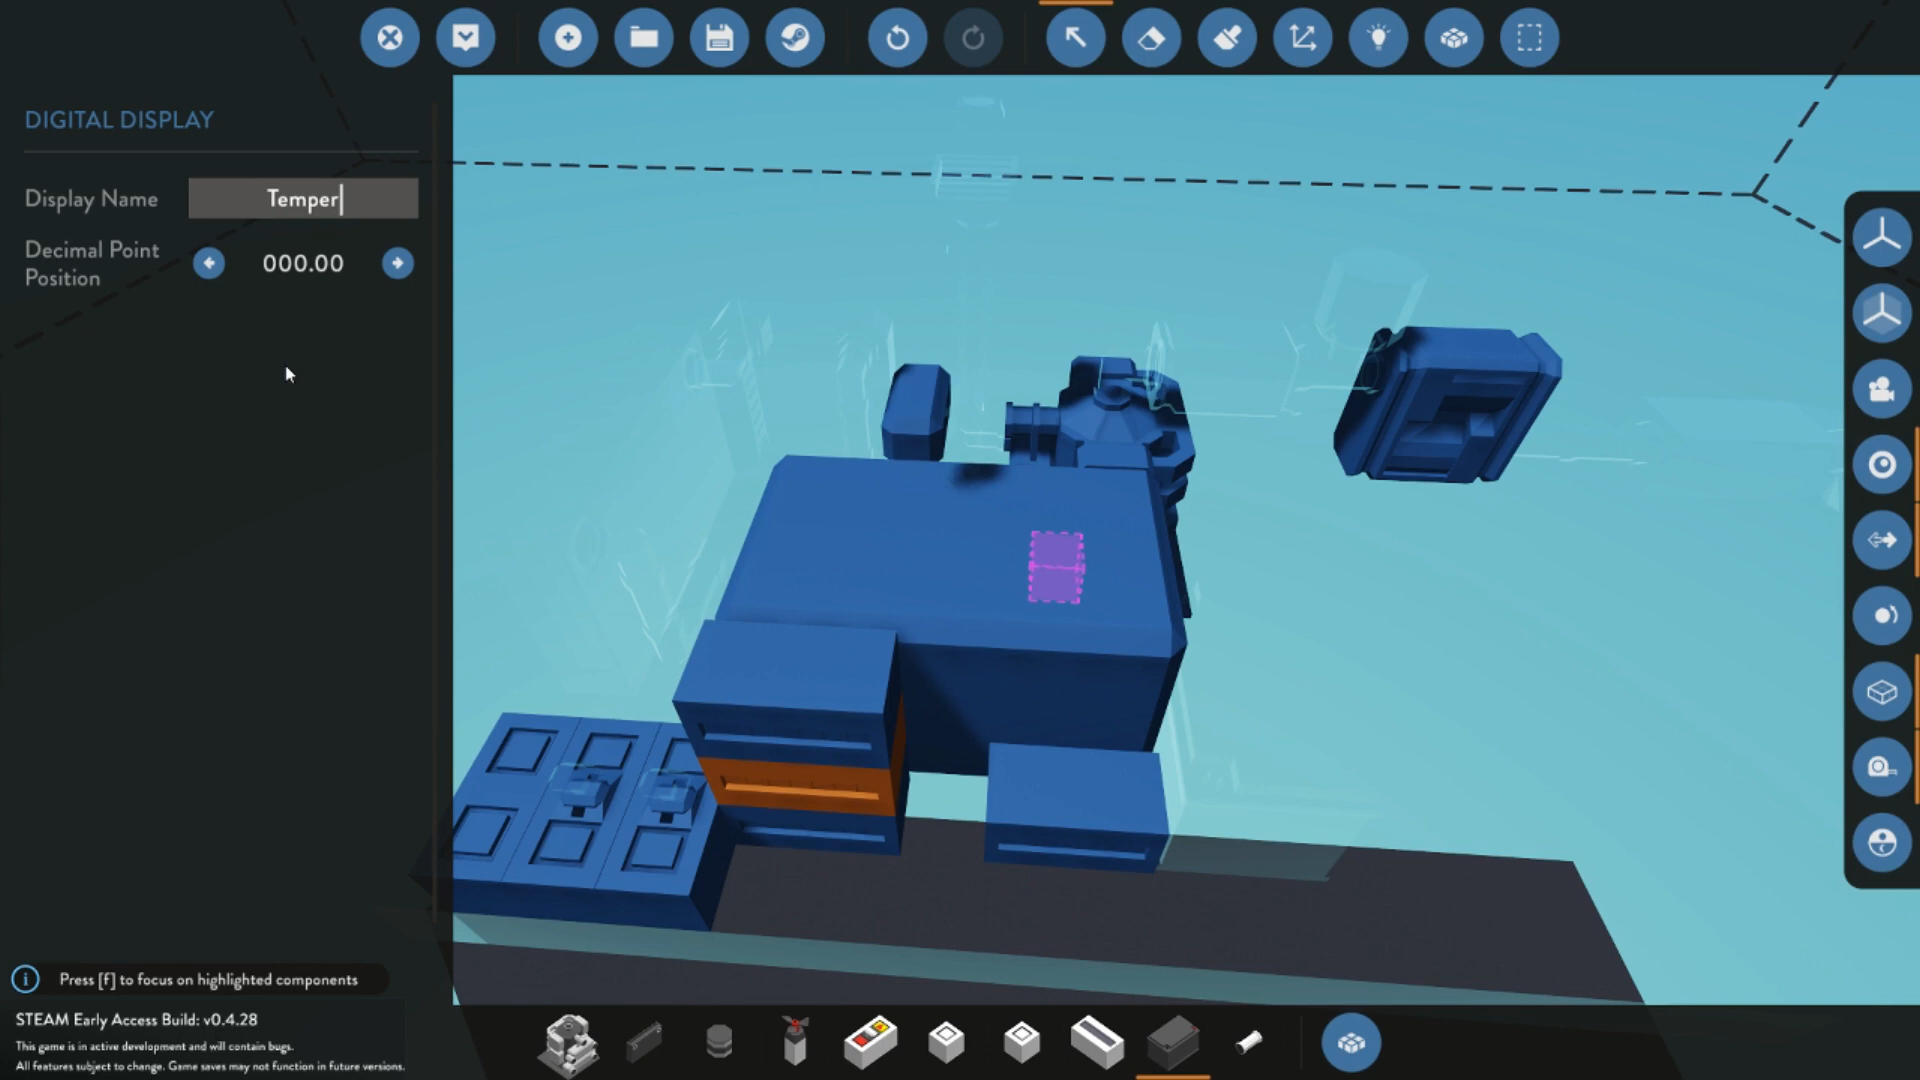 DIGITAL DISPLAY
Display Name
Temper
Decimal Point
Position
000.00
Press [f] to focus on highlighted components
STEAM Early Access Build: v0.4.28
This game is in active development and will contain bugs.
All features subject to change. Game saves may not function in future versions.